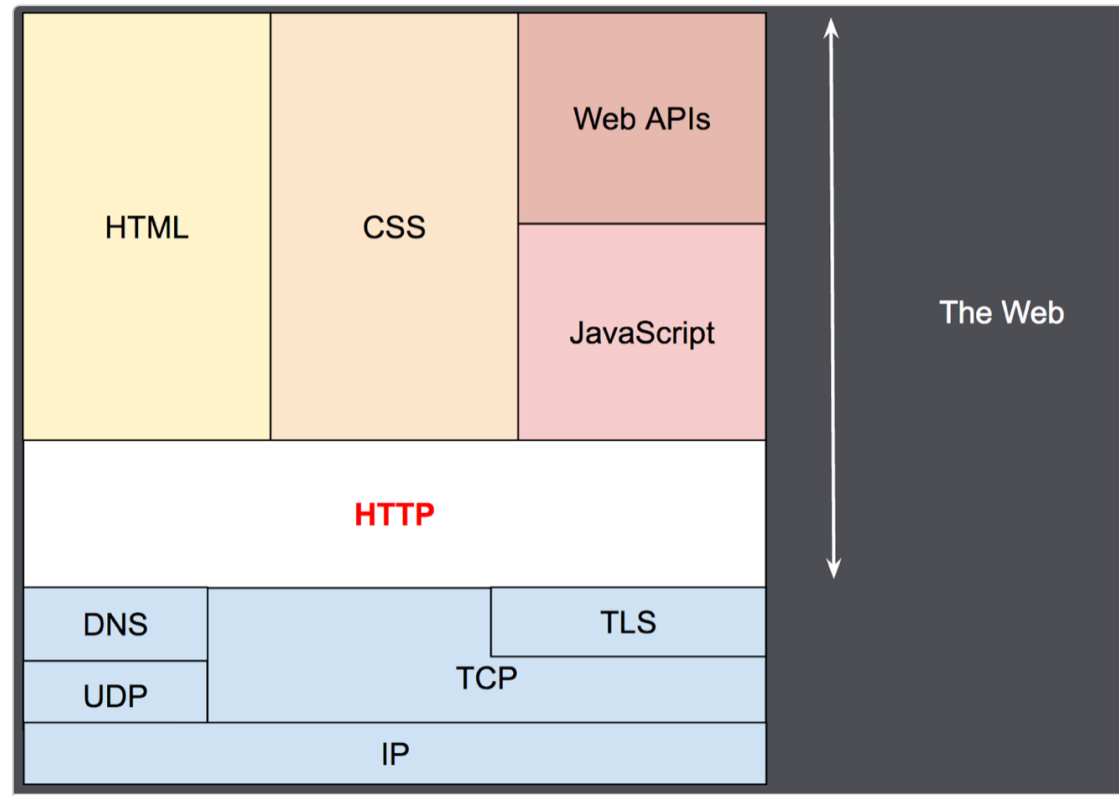 HTML
CSS
Web APIs
JavaScript
The Web
HTTP
DNS
TLS
UDP
TCP
IP